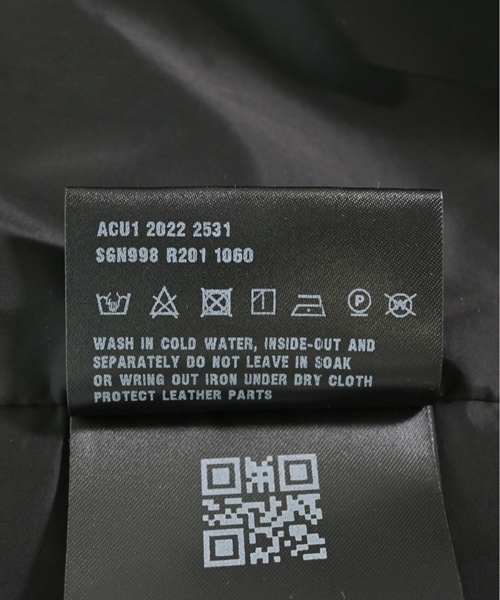 ACU1 2022 2531
SGN998 R201 1060
WASH IN COLD WATER, INSIDE-OUT AND
SEPARATELY DO NOT LEAVE IN SOAK
OR WRING OUT IRON UNDER DRY CLOTH
PROTECT LEATHER PARTS